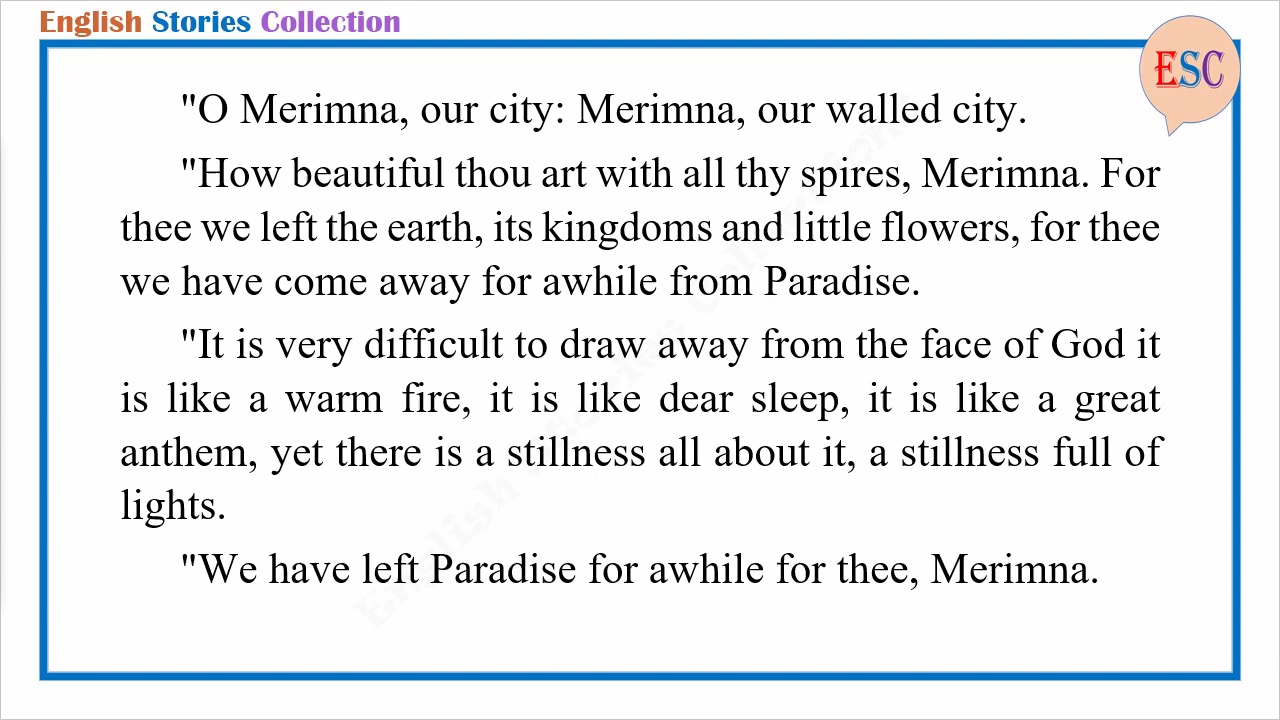 English Stories Collection
ESC
"O Merimna, our city: Merimna, our walled city.
"How beautiful thou art with all thy spires, Merimna. For
thee we left the earth, its kingdoms and little flowers, for thee
we have come away for awhile from Paradise.
"It is very difficult to draw away from the face of God it
is like a warm fire, it is like dear sleep, it is like a great
anthem, yet there is a stillness all about it, a stillness full of
lights.
"We have left Paradise for awhile for thee, Merimna.
English Stories Collection